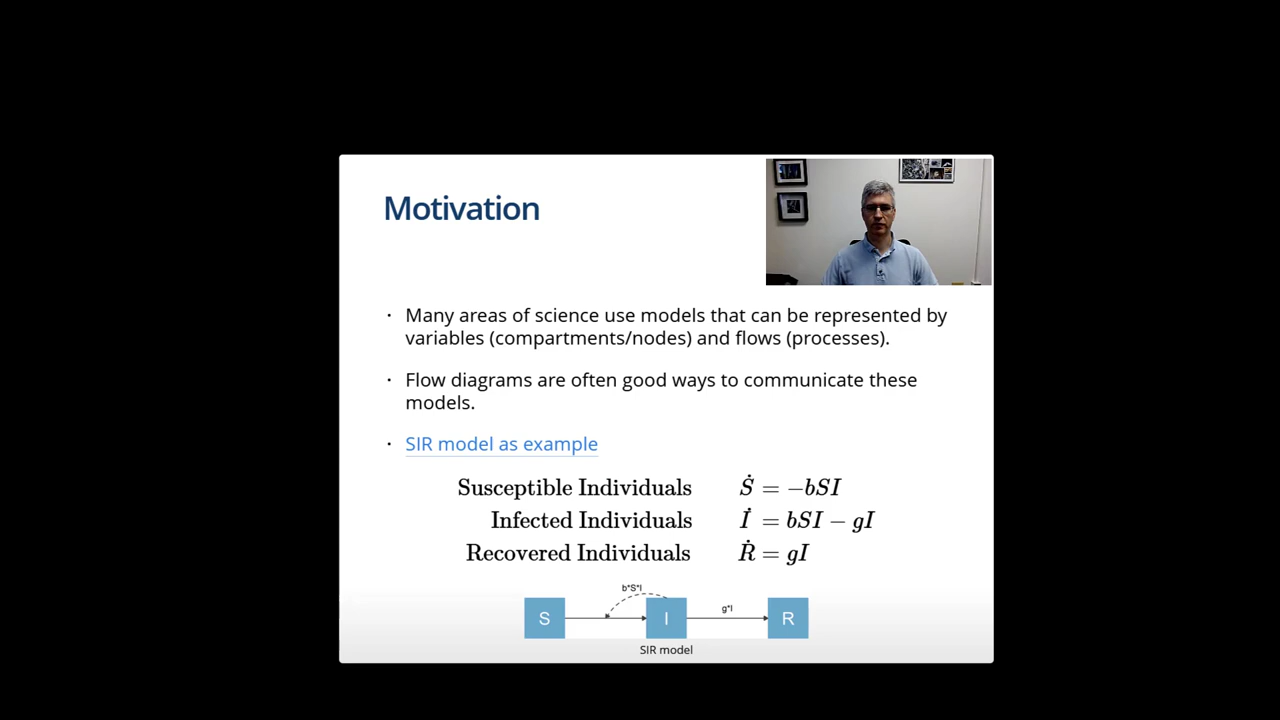 Motivation
· Many areas of science use models that can be represented by
variables (compartments/nodes) and flows (processes).
· Flow diagrams are often good ways to communicate these
models.
· SIR model as example
Susceptible Individuals Ṡ = −bSI
Infected Individuals İ = bSI − gI
Recovered Individuals Ṙ = gI
b*S*I
g*I
S I R
SIR model